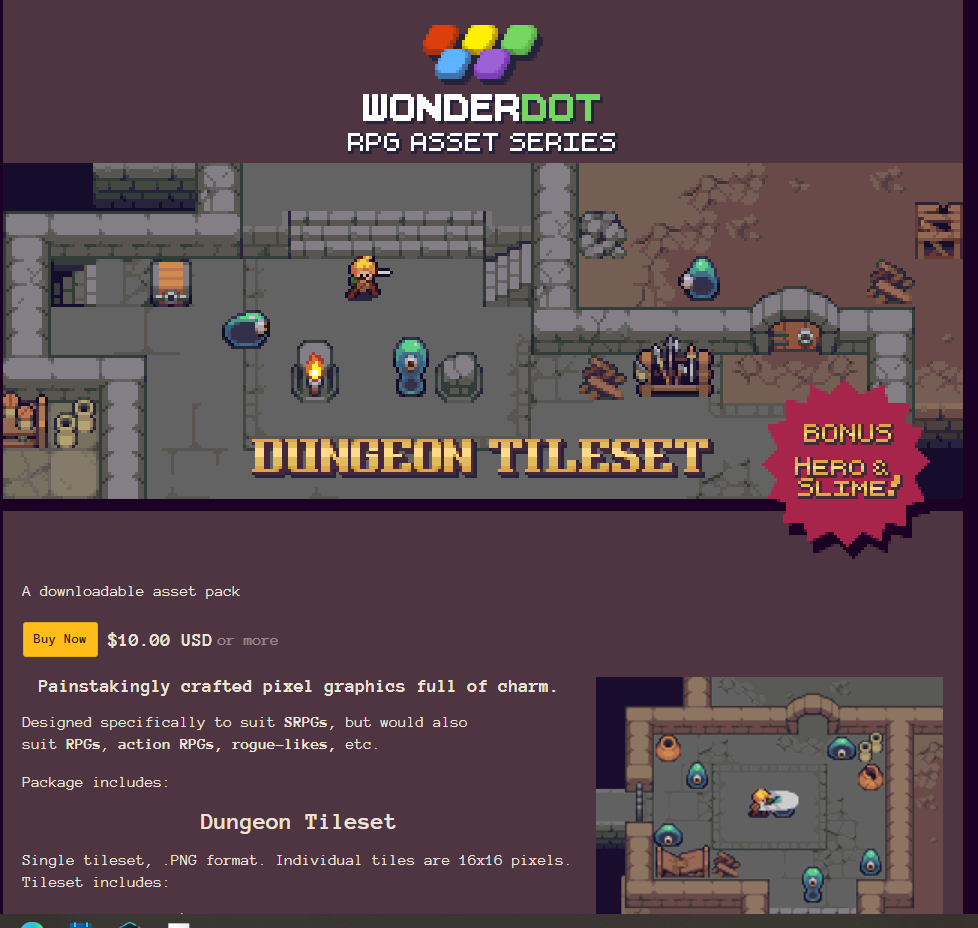 WONDERDOT
RPG ASSET SERIES
DUNGEON TILESET
BONUS
HERO &
SLIME!
A downloadable asset pack
Buy Now $10.00 USD or more
Painstakingly crafted pixel graphics full of charm.
Designed specifically to suit SRPGs, but would also
suit RPGs, action RPGs, rogue-likes, etc.
Package includes:
Dungeon Tileset
Single tileset, .PNG format. Individual tiles are 16x16 pixels.
Tileset includes: